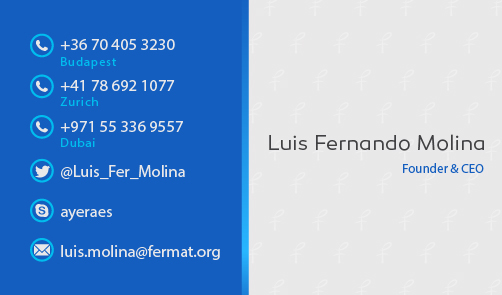 +36 70 405 3230
Budapest
+41 78 692 1077
Zurich
+971 55 336 9557
Dubai
@Luis_Fer_Molina
ayeraes
luis.molina@fermat.org
Luis Fernando Molina
Founder & CEO